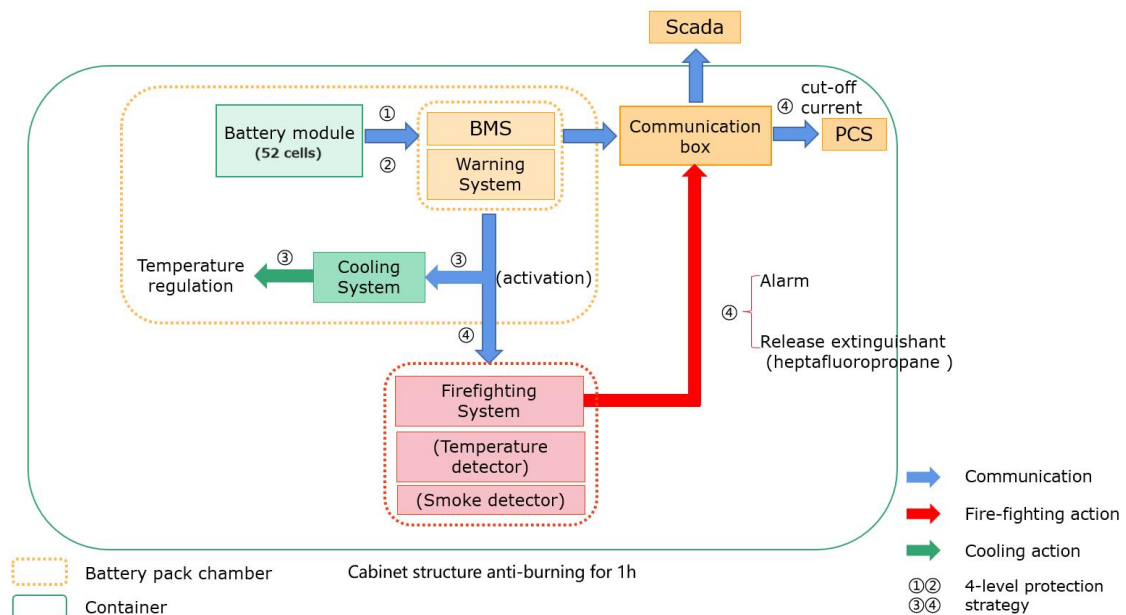 Scada
Battery module
(52 cells)
①
②
BMS
Warning
System
Communication
box
④
cut-off
current
PCS
Temperature
regulation
③
Cooling
System
③
(activation)
④
④
Alarm
Release extinguishant
(heptafluoropropane )
Firefighting
System
(Temperature
detector)
(Smoke detector)
Communication
Fire-fighting action
Cooling action
①② 4-level protection
③④ strategy
Battery pack chamber
Cabinet structure anti-burning for 1h
Container